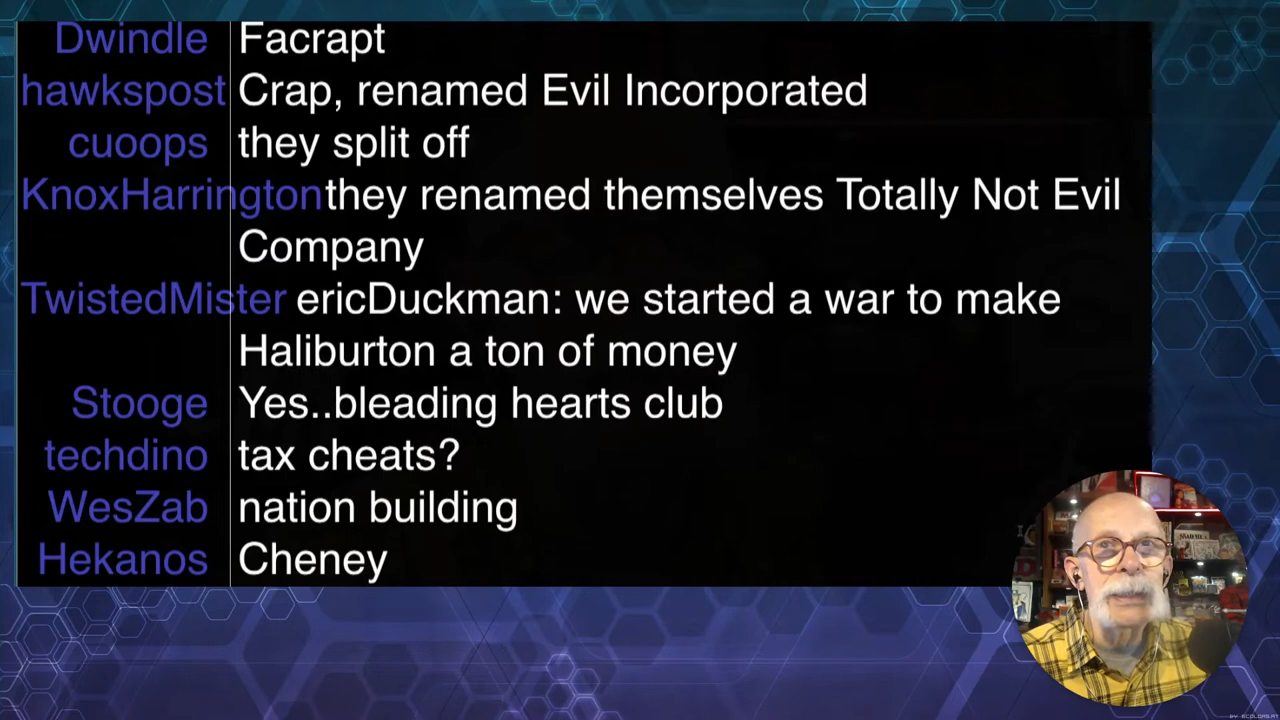 Dwindle Facrapt
hawkspost Crap, renamed Evil Incorporated
cuoops they split off
KnoxHarrington they renamed themselves Totally Not Evil
Company
TwistedMister ericDuckman: we started a war to make
Haliburton a ton of money
Stooge Yes..bleading hearts club
techdino tax cheats?
WesZab nation building
Hekanos Cheney